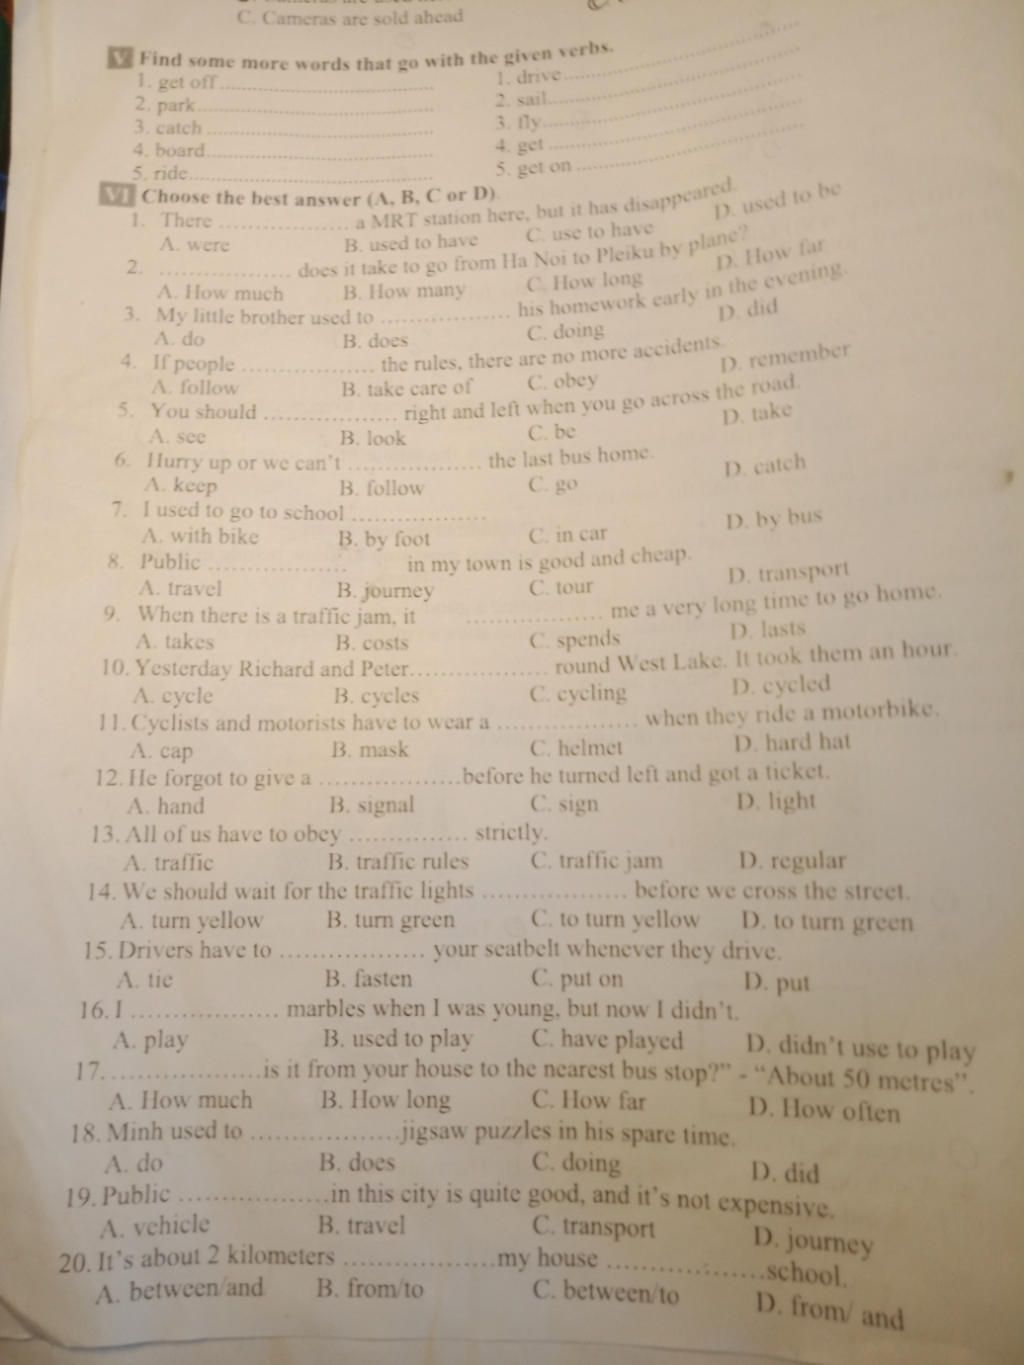 C. Cameras are sold ahead
V Find some more words that go with the given verbs.
1. get off.................................... 1. drive....................................
2. park.................................... 2. sail....................................
3. catch.................................... 3. fly....................................
4. board.................................... 4. get....................................
5. ride.................................... 5. get on....................................
VI Choose the best answer (A, B, C or D).
1. There .................. a MRT station here, but it has disappeared.
A. were B. used to have C. use to have D. used to be
2. .................. does it take to go from Ha Noi to Pleiku by plane?
A. How much B. How many C. How long D. How far
3. My little brother used to .................. his homework early in the evening.
A. do B. does C. doing D. did
4. If people .................. the rules, there are no more accidents.
A. follow B. take care of C. obey D. remember
5. You should .................. right and left when you go across the road.
A. see B. look C. be D. take
6. Hurry up or we can't .................. the last bus home.
A. keep B. follow C. go D. catch
7. I used to go to school ..................
A. with bike B. by foot C. in car D. by bus
8. Public .................. in my town is good and cheap.
A. travel B. journey C. tour D. transport
9. When there is a traffic jam, it .................. me a very long time to go home.
A. takes B. costs C. spends D. lasts
10. Yesterday Richard and Peter.................. round West Lake. It took them an hour.
A. cycle B. cycles C. cycling D. cycled
11. Cyclists and motorists have to wear a .................. when they ride a motorbike.
A. cap B. mask C. helmet D. hard hat
12. He forgot to give a ..................before he turned left and got a ticket.
A. hand B. signal C. sign D. light
13. All of us have to obey ............... strictly.
A. traffic B. traffic rules C. traffic jam D. regular
14. We should wait for the traffic lights .................. before we cross the street.
A. turn yellow B. turn green C. to turn yellow D. to turn green
15. Drivers have to .................. your seatbelt whenever they drive.
A. tie B. fasten C. put on D. put
16. I .................. marbles when I was young, but now I didn't.
A. play B. used to play C. have played D. didn't use to play
17. ..................is it from your house to the nearest bus stop?" - "About 50 metres".
A. How much B. How long C. How far D. How often
18. Minh used to ..................jigsaw puzzles in his spare time.
A. do B. does C. doing D. did
19. Public ..................in this city is quite good, and it's not expensive.
A. vehicle B. travel C. transport D. journey
20. It's about 2 kilometers ..................my house ..................school.
A. between/and B. from/to C. between/to D. from/ and